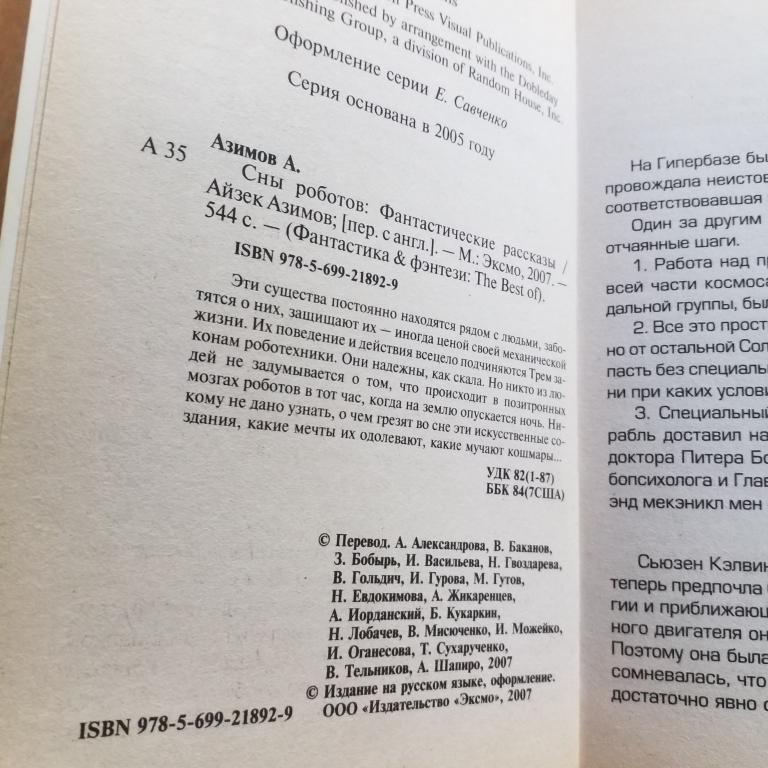 Press Visual Publications, Inc.
published by arrangement with the Dobleday
Publishing Group, a division of Random House, Inc.
Оформление серии Е. Савченко
Серия основана в 2005 году
Азимов А.
А 35
Сны роботов: Фантастические рассказы /
Айзек Азимов; [пер. с англ.]. — М.: Эксмо, 2007. —
544 с. — (Фантастика & фэнтези: The Best of).
ISBN 978-5-699-21892-9
Эти существа постоянно находятся рядом с людьми, забо-
тятся о них, защищают их — иногда ценой своей механической
жизни. Их поведение и действия всецело подчиняются Трем за-
конам роботехники. Они надежны, как скала. Но никто из лю-
дей не задумывается о том, что происходит в позитронных
мозгах роботов в тот час, когда на землю опускается ночь. Ни-
кому не дано узнать, о чем грезят во сне эти искусственные со-
здания, какие мечты их одолевают, какие мучают кошмары...
УДК 82(1-87)
ББК 84(7США)
© Перевод. А. Александрова, В. Баканов,
З. Бобырь, И. Васильева, Н. Гвоздарева,
В. Гольдич, И. Гурова, М. Гутов,
Н. Евдокимова, А. Жикаренцев,
А. Иорданский, Б. Кукаркин,
Н. Лобачев, В. Мисюченко, И. Можейко,
И. Оганесова, Т. Сухарученко,
В. Тельников, А. Шапиро, 2007
© Издание на русском языке, оформление.
ООО «Издательство «Эксмо», 2007
ISBN 978-5-699-21892-9
На Гипербазе бы
провождала неистов
соответствовавшая
Один за другим
отчаянные шаги.
1. Работа над пр
всей части космоса
дальной группы, был
2. Все это прост
но от остальной Сол
пасть без специаль
ни при каких услови
3. Специальный
рабль доставил на
доктора Питера Бо
бопсихолога и Глав
энд мекэникл мен
Сьюзен Кэлвин
теперь предпочла
гии и приближающ
ного двигателя он
Поэтому она была
сомневалась, что
достаточно явно с